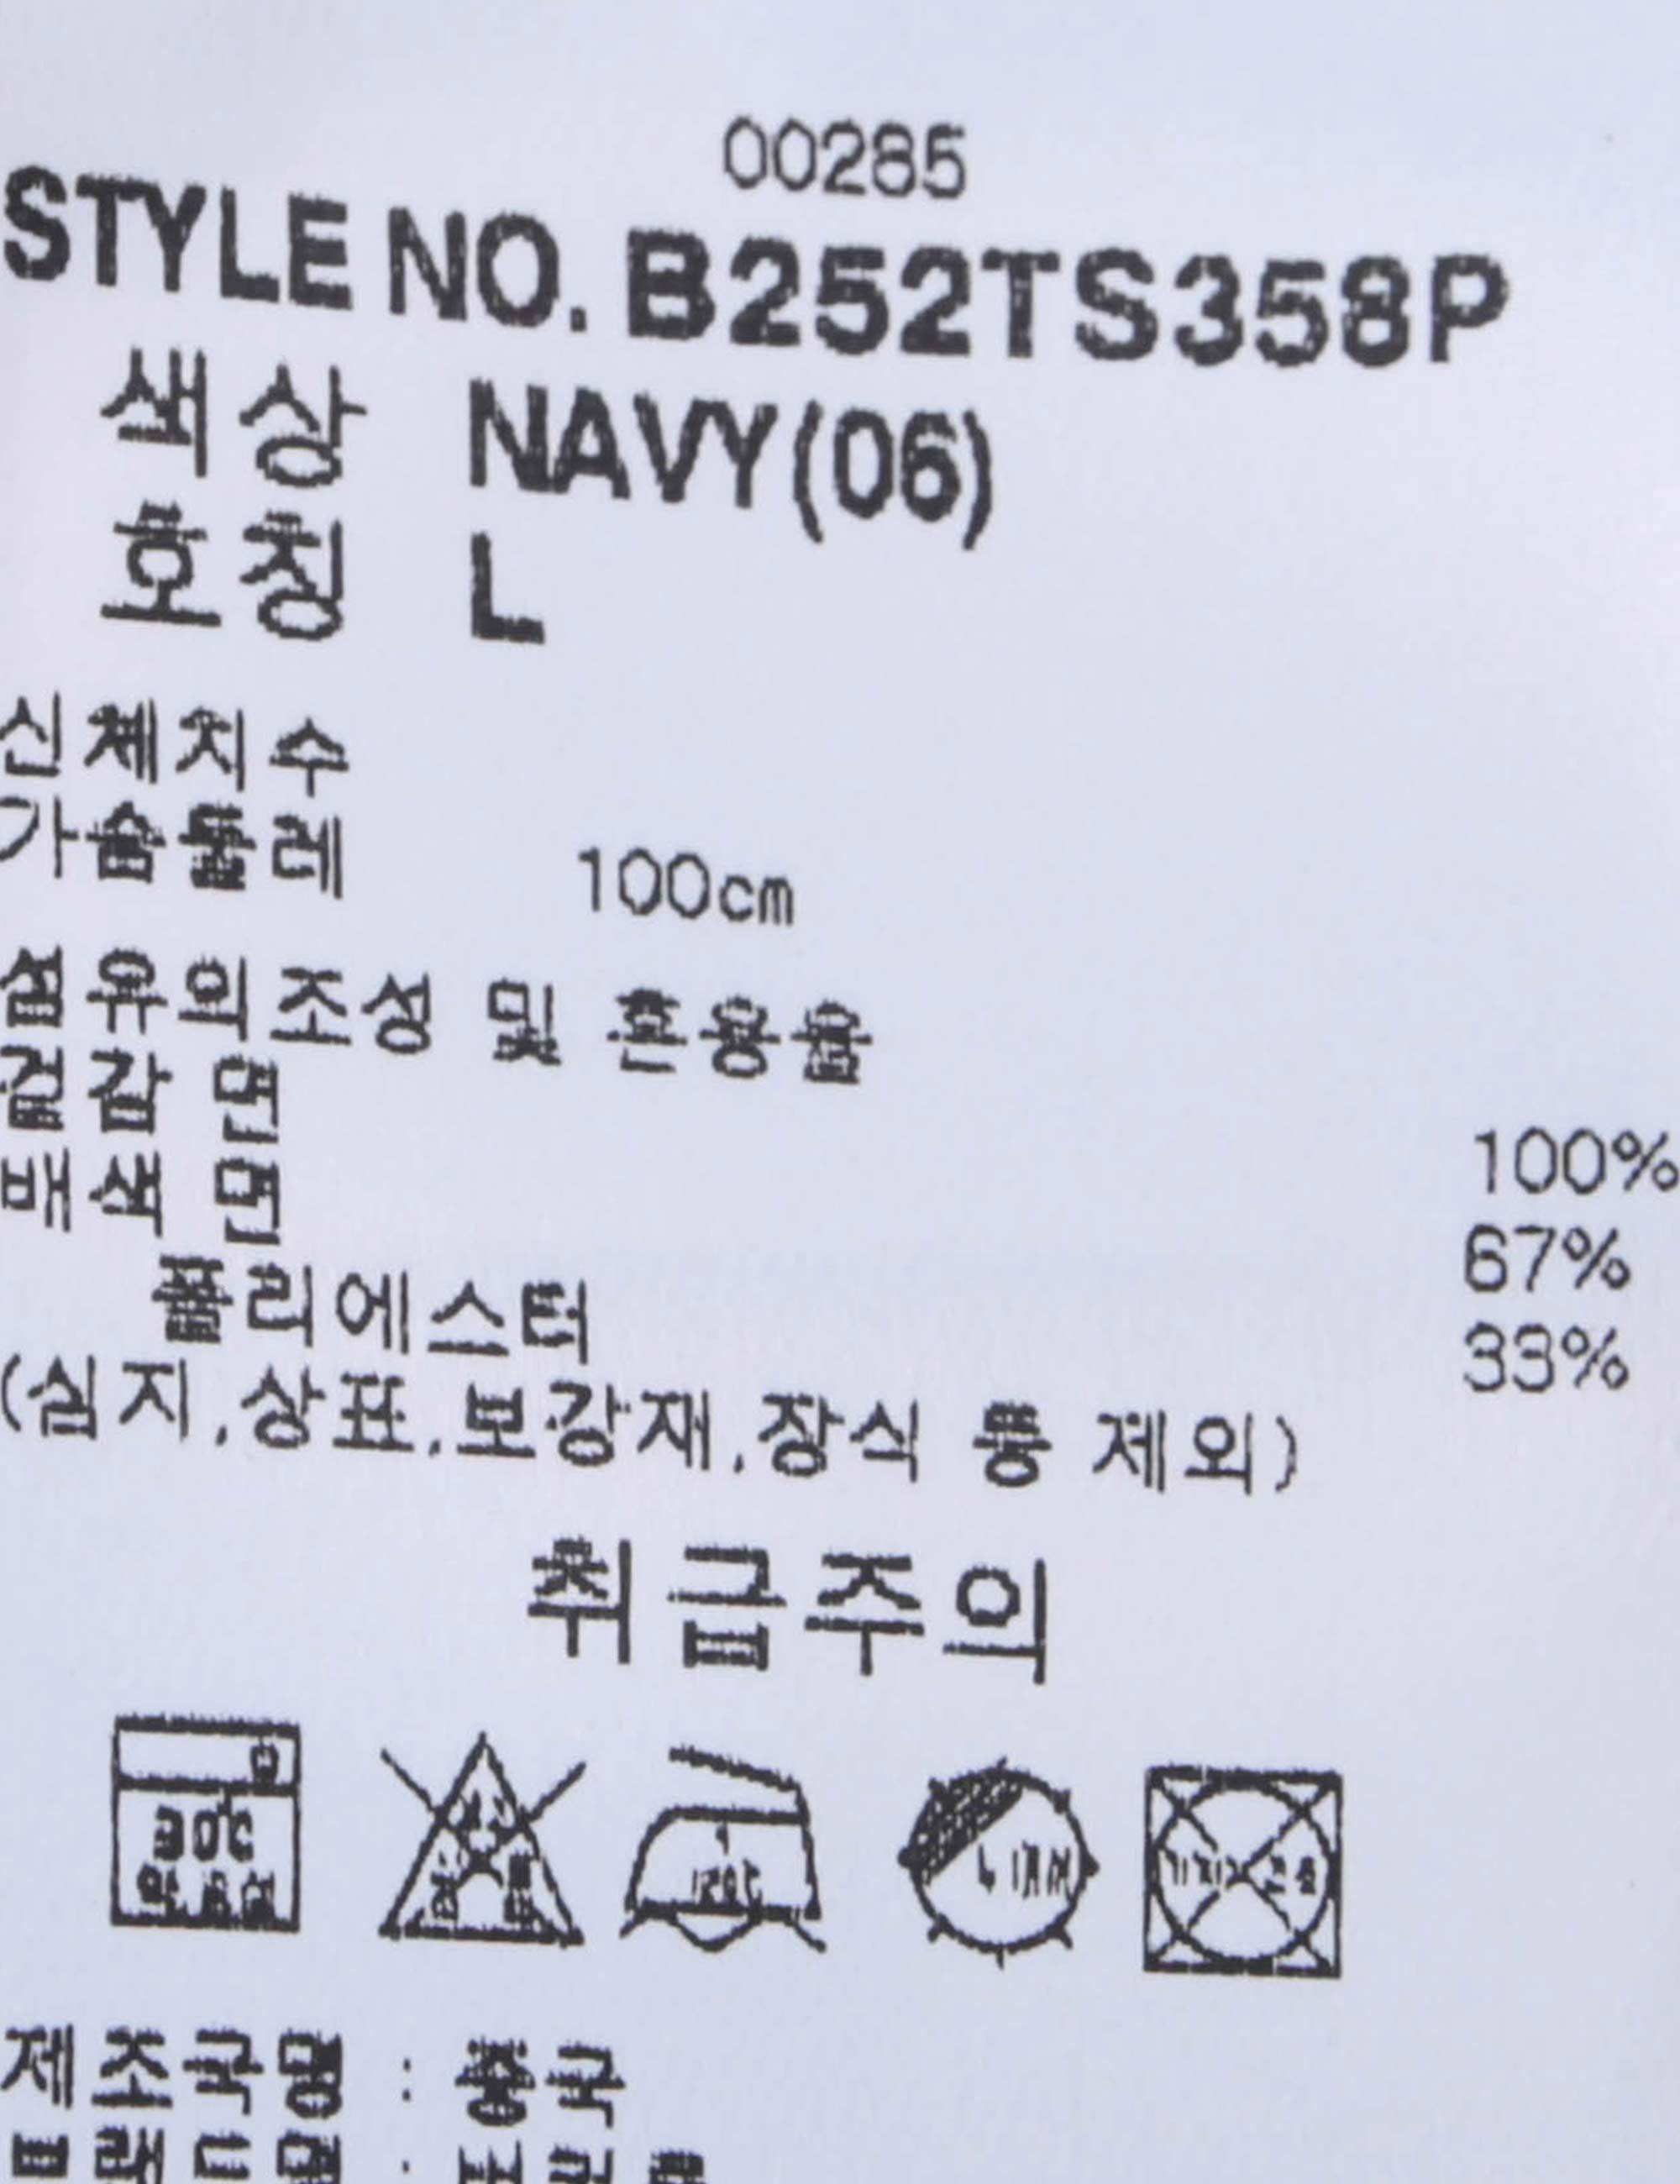 00285
STYLE NO. B252TS358P
색상 NAVY(06)
호칭 L
신체치수
가슴둘레 100cm
섬유의조성 및 혼용율
겉감 면 100%
배색 면 67%
폴리에스터 33%
(심지,상표,보강재,장식 등 제외)
취급주의
30℃
제조국명 : 중국